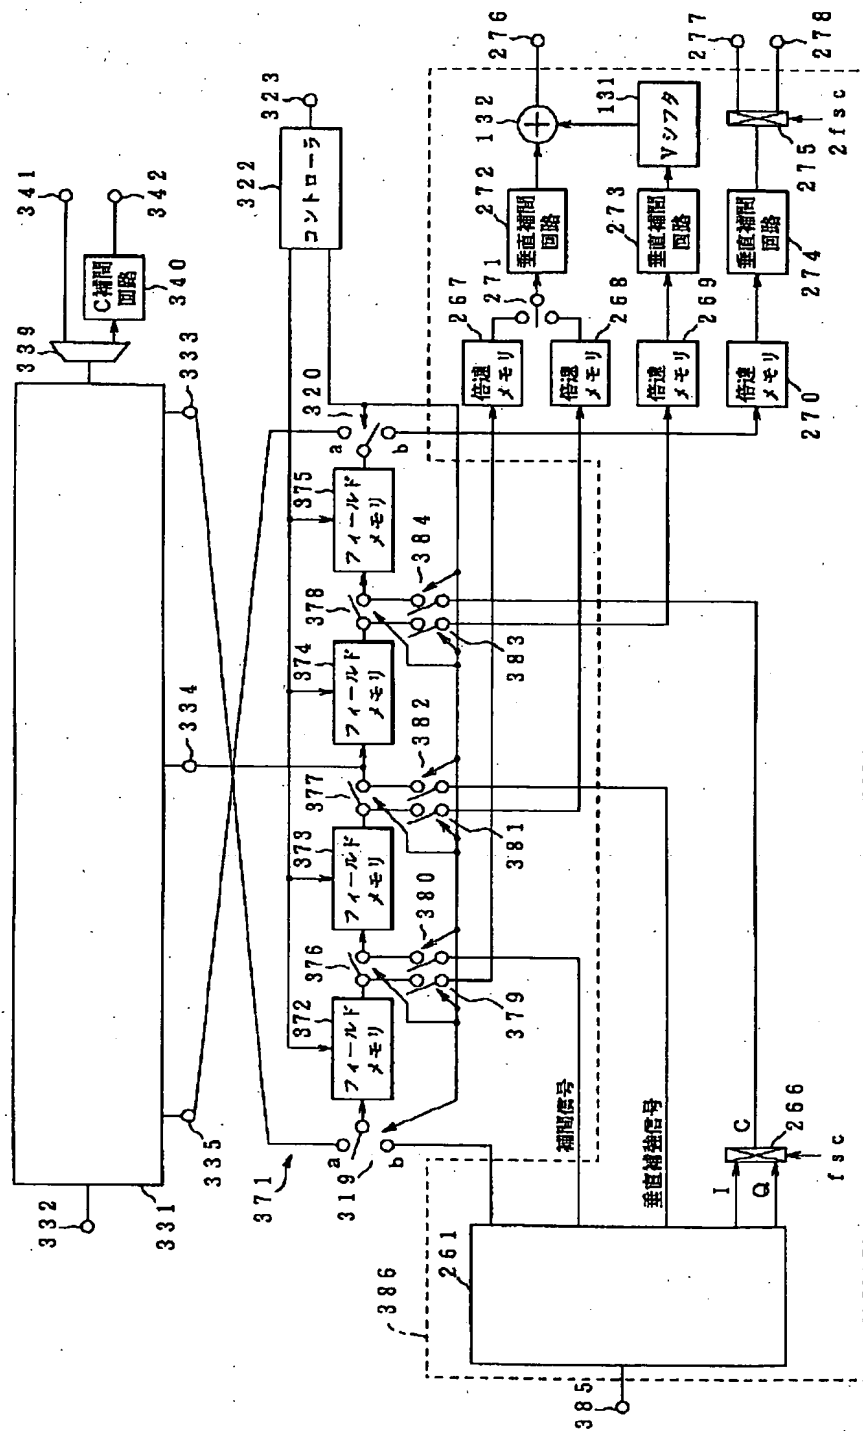 332
331
335
334
333
339
341
342
C補間
回路
340
371
319
a
b
372
フィールド
メモリ
376
379
380
373
フィールド
メモリ
377
381
382
374
フィールド
メモリ
378
383
384
375
フィールド
メモリ
320
a
b
322
コントローラ
323
386
385
261
補間信号
垂直補強信号
I
Q
C
266
fsc
267
倍速
メモリ
268
倍速
メモリ
269
倍速
メモリ
270
倍速
メモリ
271
272
垂直補間
回路
273
垂直補間
回路
274
垂直補間
回路
132
131
Vシフタ
275
2fsc
276
277
278